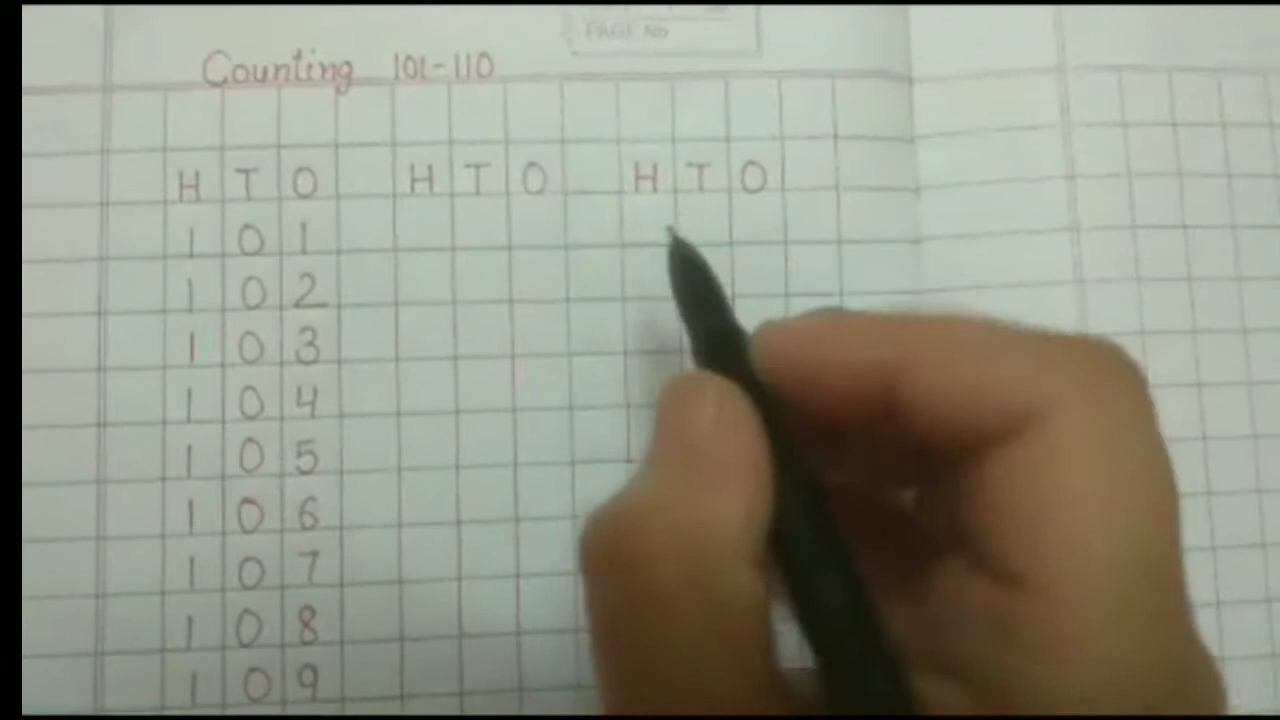 PAGE No
Counting 101-110
H T O H T O H T O
1 0 1
1 0 2
1 0 3
1 0 4
1 0 5
1 0 6
1 0 7
1 0 8
1 0 9